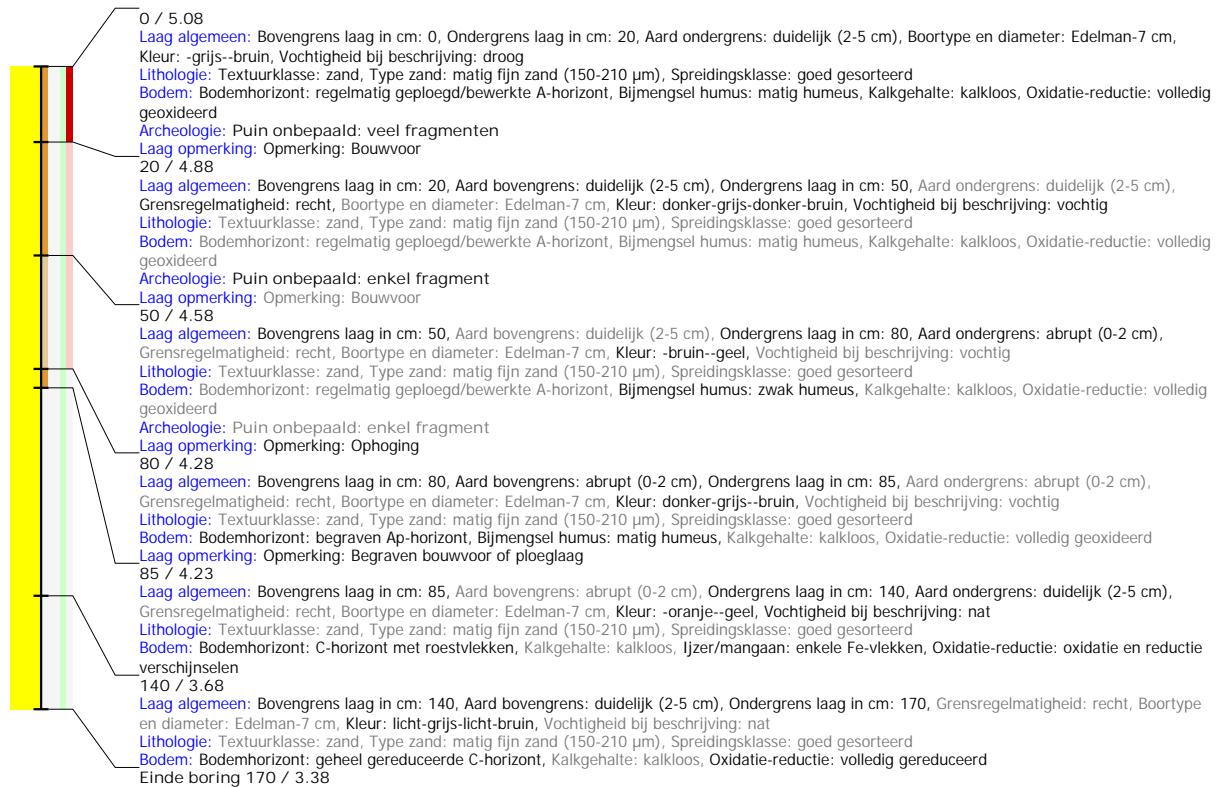 0 / 5.08
Laag algemeen: Bovengrens laag in cm: 0, Ondergrens laag in cm: 20, Aard ondergrens: duidelijk (2-5 cm), Boortype en diameter: Edelman-7 cm,
Kleur: -grijs--bruin, Vochtigheid bij beschrijving: droog
Lithologie: Textuurklasse: zand, Type zand: matig fijn zand (150-210 µm), Spreidingsklasse: goed gesorteerd
Bodem: Bodemhorizont: regelmatig geploegd/bewerkte A-horizont, Bijmengsel humus: matig humeus, Kalkgehalte: kalkloos, Oxidatie-reductie: volledig
geoxideerd
Archeologie: Puin onbepaald: veel fragmenten
Laag opmerking: Opmerking: Bouwvoor
20 / 4.88
Laag algemeen: Bovengrens laag in cm: 20, Aard bovengrens: duidelijk (2-5 cm), Ondergrens laag in cm: 50, Aard ondergrens: duidelijk (2-5 cm),
Grensregelmatigheid: recht, Boortype en diameter: Edelman-7 cm, Kleur: donker-grijs-donker-bruin, Vochtigheid bij beschrijving: vochtig
Lithologie: Textuurklasse: zand, Type zand: matig fijn zand (150-210 µm), Spreidingsklasse: goed gesorteerd
Bodem: Bodemhorizont: regelmatig geploegd/bewerkte A-horizont, Bijmengsel humus: matig humeus, Kalkgehalte: kalkloos, Oxidatie-reductie: volledig
geoxideerd
Archeologie: Puin onbepaald: enkel fragment
Laag opmerking: Opmerking: Bouwvoor
50 / 4.58
Laag algemeen: Bovengrens laag in cm: 50, Aard bovengrens: duidelijk (2-5 cm), Ondergrens laag in cm: 80, Aard ondergrens: abrupt (0-2 cm),
Grensregelmatigheid: recht, Boortype en diameter: Edelman-7 cm, Kleur: -bruin--geel, Vochtigheid bij beschrijving: vochtig
Lithologie: Textuurklasse: zand, Type zand: matig fijn zand (150-210 µm), Spreidingsklasse: goed gesorteerd
Bodem: Bodemhorizont: regelmatig geploegd/bewerkte A-horizont, Bijmengsel humus: zwak humeus, Kalkgehalte: kalkloos, Oxidatie-reductie: volledig
geoxideerd
Archeologie: Puin onbepaald: enkel fragment
Laag opmerking: Opmerking: Ophoging
80 / 4.28
Laag algemeen: Bovengrens laag in cm: 80, Aard bovengrens: abrupt (0-2 cm), Ondergrens laag in cm: 85, Aard ondergrens: abrupt (0-2 cm),
Grensregelmatigheid: recht, Boortype en diameter: Edelman-7 cm, Kleur: donker-grijs--bruin, Vochtigheid bij beschrijving: vochtig
Lithologie: Textuurklasse: zand, Type zand: matig fijn zand (150-210 µm), Spreidingsklasse: goed gesorteerd
Bodem: Bodemhorizont: begraven Ap-horizont, Bijmengsel humus: matig humeus, Kalkgehalte: kalkloos, Oxidatie-reductie: volledig geoxideerd
Laag opmerking: Opmerking: Begraven bouwvoor of ploeglaag
85 / 4.23
Laag algemeen: Bovengrens laag in cm: 85, Aard bovengrens: abrupt (0-2 cm), Ondergrens laag in cm: 140, Aard ondergrens: duidelijk (2-5 cm),
Grensregelmatigheid: recht, Boortype en diameter: Edelman-7 cm, Kleur: -oranje--geel, Vochtigheid bij beschrijving: nat
Lithologie: Textuurklasse: zand, Type zand: matig fijn zand (150-210 µm), Spreidingsklasse: goed gesorteerd
Bodem: Bodemhorizont: C-horizont met roestvlekken, Kalkgehalte: kalkloos, Ijzer/mangaan: enkele Fe-vlekken, Oxidatie-reductie: oxidatie en reductie
verschijnselen
140 / 3.68
Laag algemeen: Bovengrens laag in cm: 140, Aard bovengrens: duidelijk (2-5 cm), Ondergrens laag in cm: 170, Grensregelmatigheid: recht, Boortype
en diameter: Edelman-7 cm, Kleur: licht-grijs-licht-bruin, Vochtigheid bij beschrijving: nat
Lithologie: Textuurklasse: zand, Type zand: matig fijn zand (150-210 µm), Spreidingsklasse: goed gesorteerd
Bodem: Bodemhorizont: geheel gereduceerde C-horizont, Kalkgehalte: kalkloos, Oxidatie-reductie: volledig gereduceerd
Einde boring 170 / 3.38